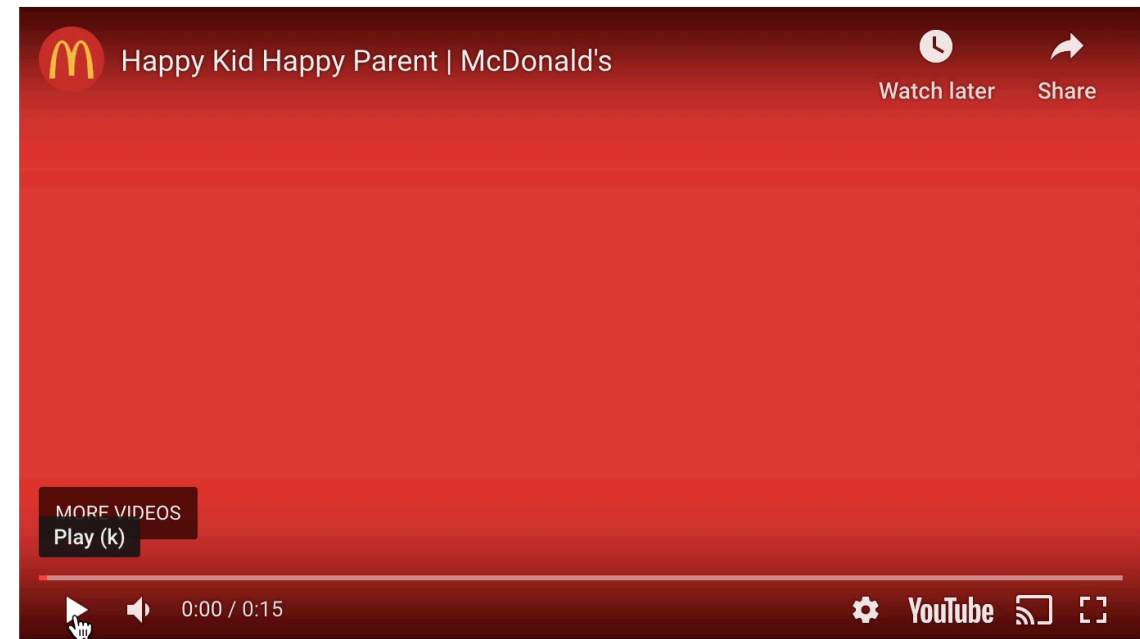 Happy Kid Happy Parent | McDonald's
Watch later Share
MORE VIDEOS
Play (k)
0:00 / 0:15
YouTube